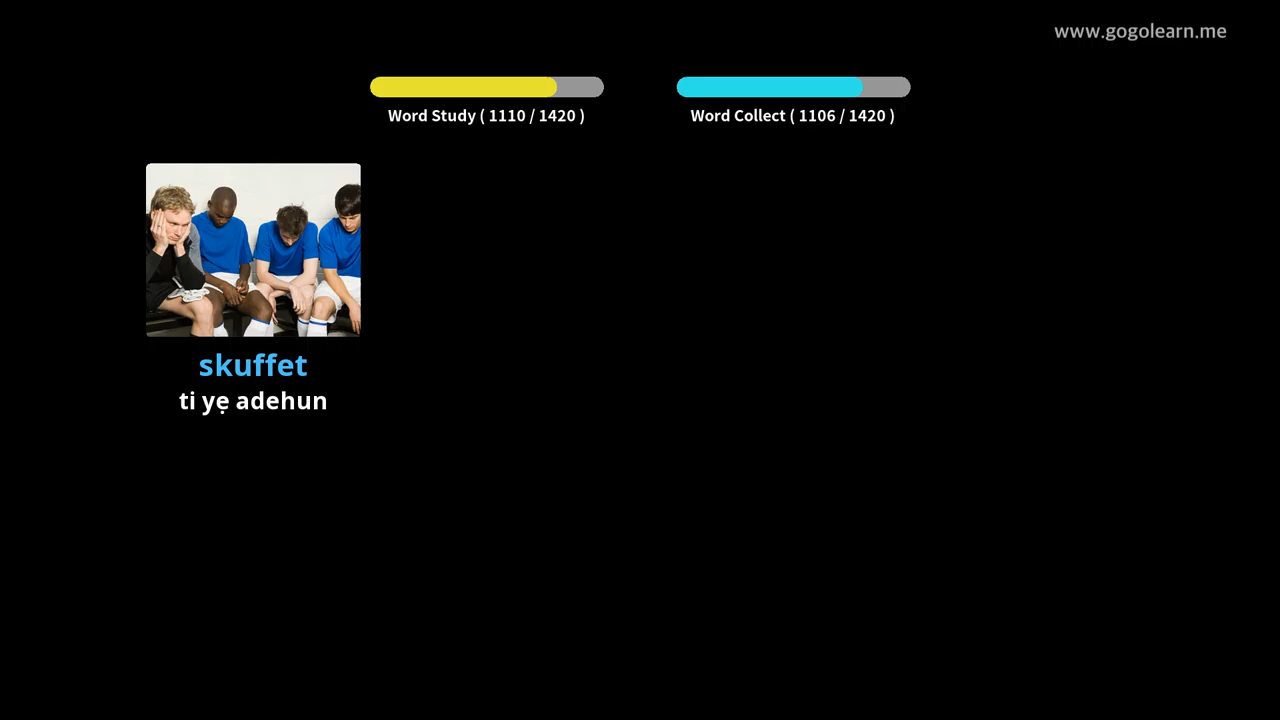 www.gogolearn.me
Word Study ( 1110 / 1420 )
Word Collect ( 1106 / 1420 )
skuffet
ti yẹ adehun